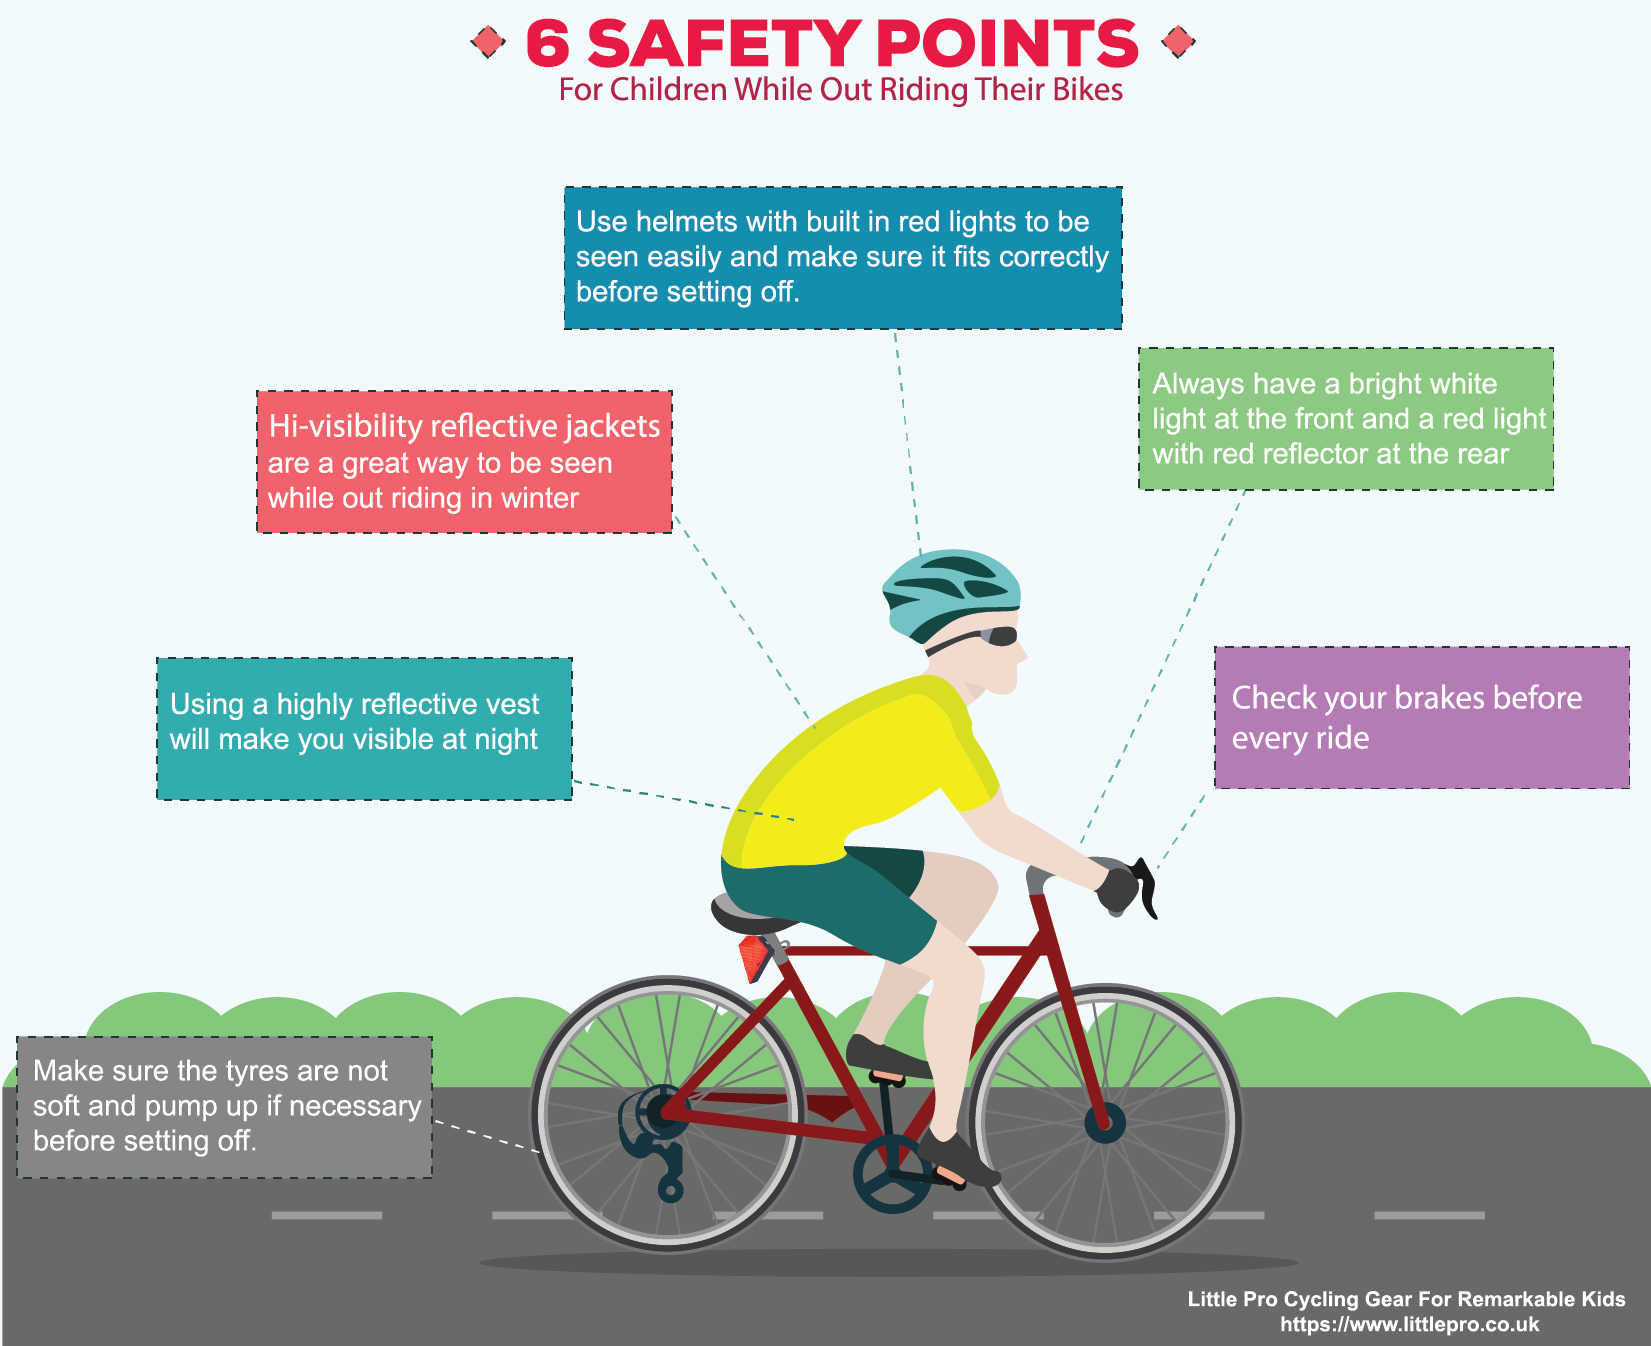 6 SAFETY POINTS
For Children While Out Riding Their Bikes
Use helmets with built in red lights to be
seen easily and make sure it fits correctly
before setting off.
Always have a bright white
light at the front and a red light
with red reflector at the rear
Hi-visibility reflective jackets
are a great way to be seen
while out riding in winter
Check your brakes before
every ride
Using a highly reflective vest
will make you visible at night
Make sure the tyres are not
soft and pump up if necessary
before setting off.
Little Pro Cycling Gear For Remarkable Kids
https://www.littlepro.co.uk